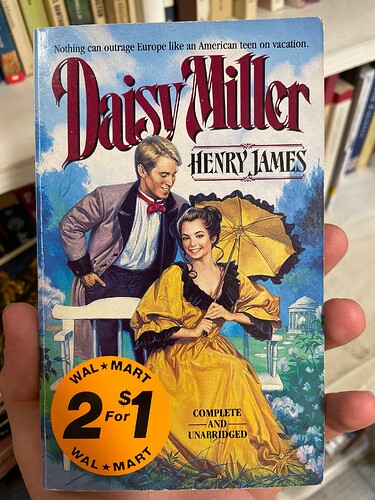 Nothing can outrage Europe like an American teen on vacation.
Daisy Miller
HENRY JAMES
WAL★MART
2 For $1
WAL★MART
COMPLETE
AND
UNABRIDGED